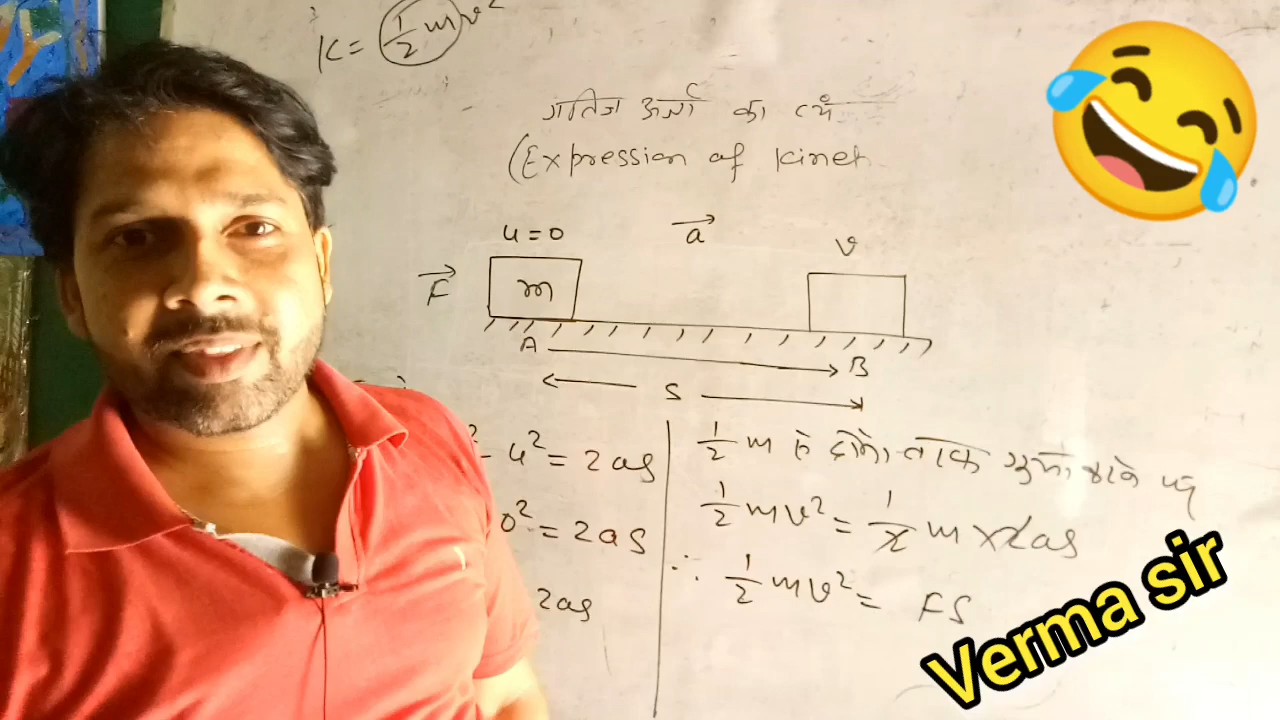 K = 1/2 mv²
गतिज ऊर्जा का व्यं
(Expression of Kinet
u = 0
a⃗
v
F⃗
m
A
B
S
² - u² = 2as
0² = 2as
2as
1/2 m से दोनों तरफ गुणा करने पर
1/2 mv² = 1/2 m × 2as
∴ 1/2 mv² = FS
Verma sir